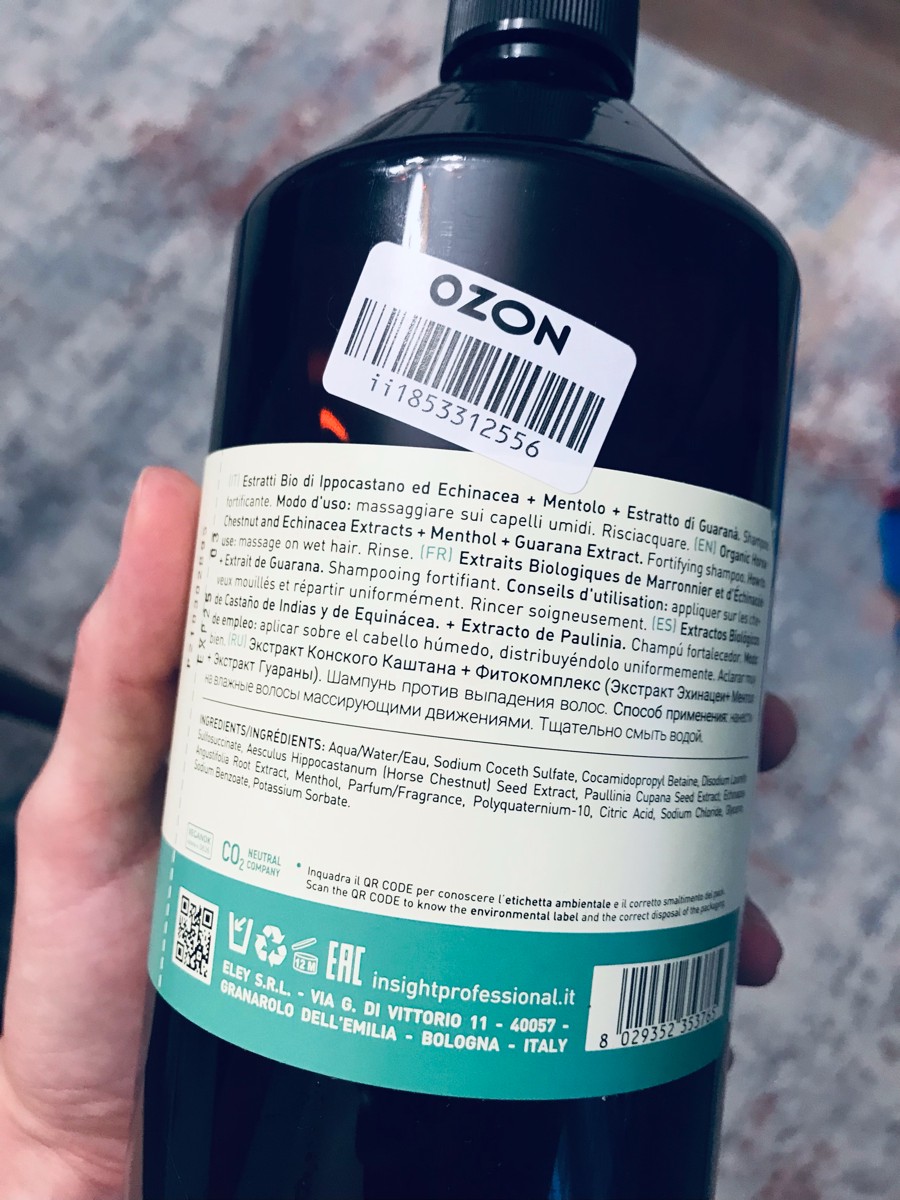 OZON
ii1853312556
Estratti Bio di Ippocastano ed Echinacea + Mentolo + Estratto di Guaranà.
fortificante. Modo d'uso: massaggiare sui capelli umidi. Risciacquare. (EN) Organic
Chestnut and Echinacea Extracts + Menthol + Guarana Extract. Fortifying shampoo. How to
use: massage on wet hair. Rinse. (FR) Extraits Biologiques de Marronnier et d'Échinacée
+ Extrait de Guarana. Shampooing fortifiant. Conseils d'utilisation: appliquer sur les che-
veux mouillés et répartir uniformément. Rincer soigneusement. (ES) Extractos Biológicos
de Castaño de Indias y de Equinácea. + Extracto de Paulinia. Champú fortalecedor. Modo
de empleo: aplicar sobre el cabello húmedo, distribuyéndolo uniformemente. Aclarar muy
bien. (RU) Экстракт Конского Каштана + Фитокомплекс (Экстракт Эхинацеи+ Ментол
+ Экстракт Гуараны). Шампунь против выпадения волос. Способ применения: нанести
на влажные волосы массирующими движениями. Тщательно смыть водой.
INGREDIENTS/INGRÉDIENTS: Aqua/Water/Eau, Sodium Coceth Sulfate, Cocamidopropyl Betaine, Disodium
Sulfosuccinate, Aesculus Hippocastanum (Horse Chestnut) Seed Extract, Paullinia Cupana Seed Extract, Echinacea
Angustifolia Root Extract, Menthol, Parfum/Fragrance, Polyquaternium-10, Citric Acid, Sodium Chloride,
Sodium Benzoate, Potassium Sorbate.
VEGANOK
CO2 NEUTRAL
COMPANY
• Inquadra il QR CODE per conoscere l'etichetta ambientale e il corretto smaltimento del pack.
Scan the QR CODE to know the environmental label and the correct disposal of the packaging.
12 M
EAC
insightprofessional.it
ELEY S.R.L. - VIA G. DI VITTORIO 11 - 40057 -
GRANAROLO DELL'EMILIA - BOLOGNA - ITALY
8 029352 353765